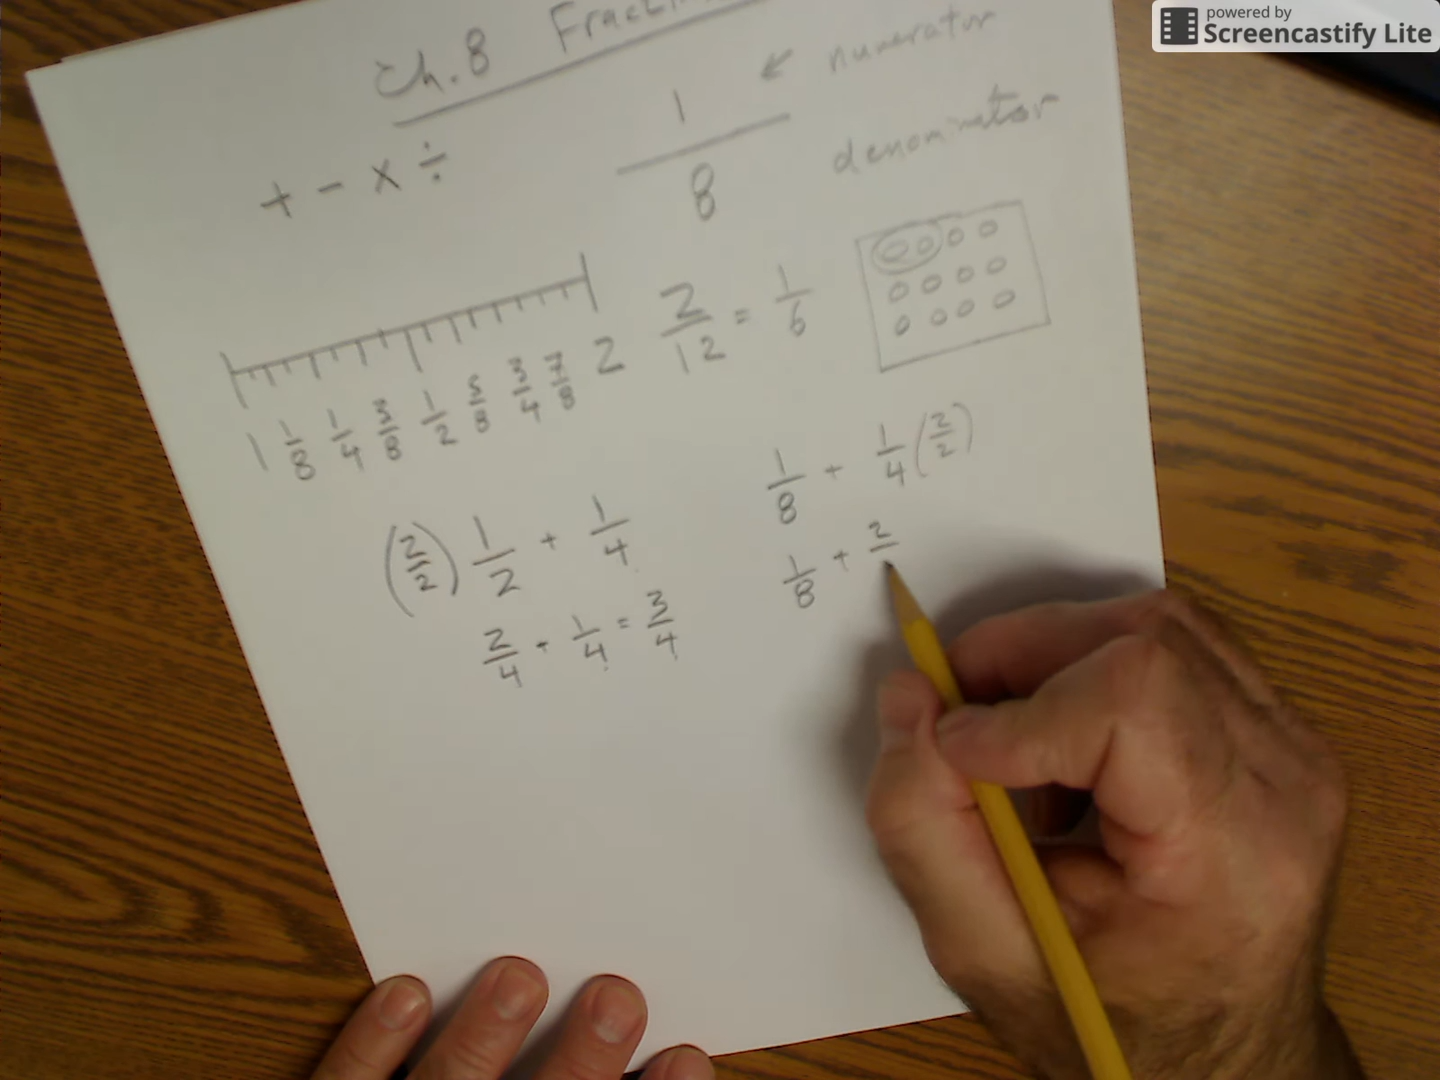 powered by
Screencastify Lite
Ch. 8
numerator
1
8
denominator
+ - x ÷
2/12 = 1/6
1 1/8 1/4 3/8 1/2 5/8 3/4 7/8 2
1/8 + 1/4 (2/2)
(2/2) 1/2 + 1/4
1/8 + 2
2/4 + 1/4 = 3/4